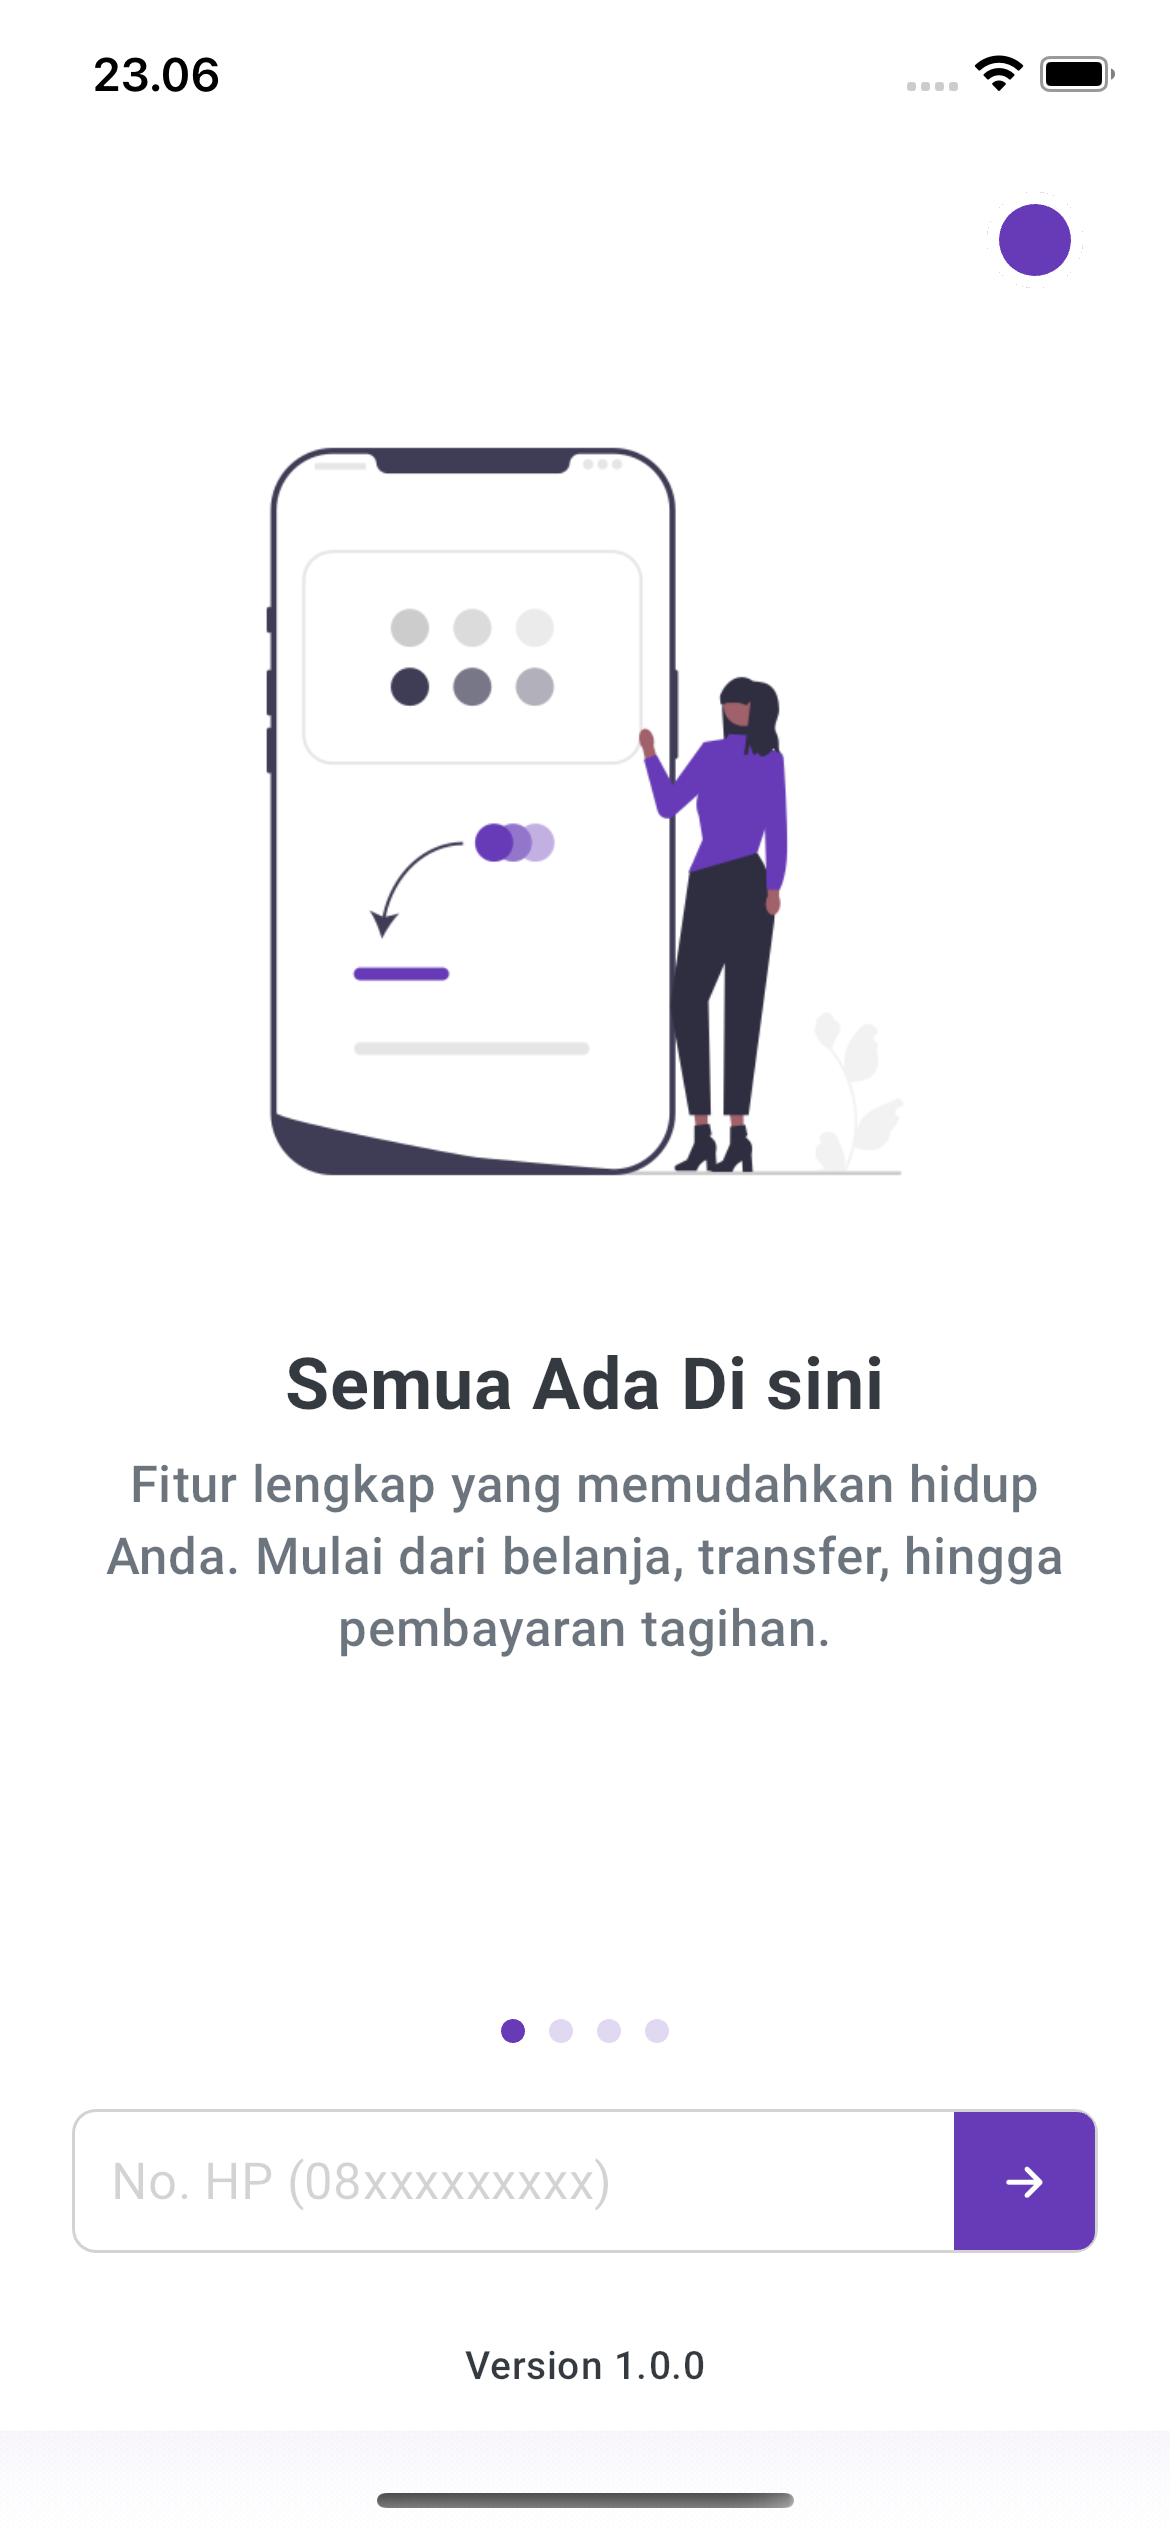 23.06
Semua Ada Di sini
Fitur lengkap yang memudahkan hidup
Anda. Mulai dari belanja, transfer, hingga
pembayaran tagihan.
No. HP (08xxxxxxxxx)
Version 1.0.0